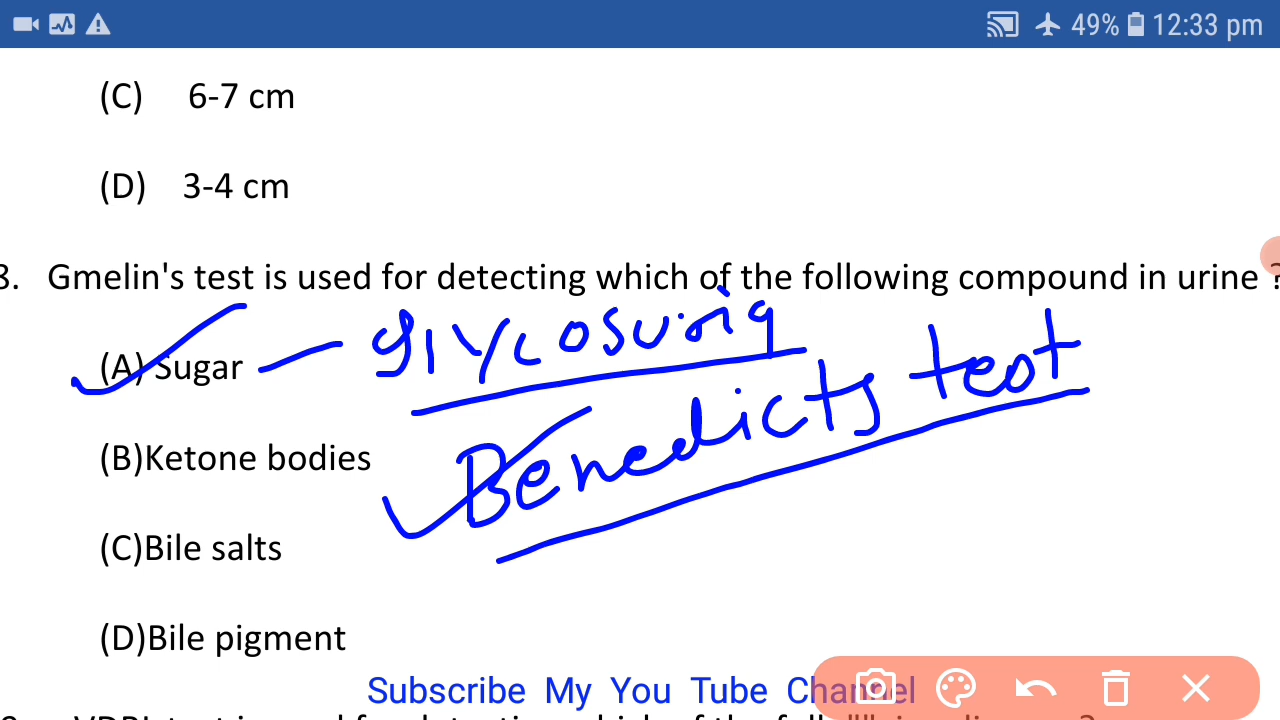 49% 12:33 pm
(C) 6-7 cm
(D) 3-4 cm
3. Gmelin's test is used for detecting which of the following compound in urine ?
(A) Sugar – Glycosuria
Benedicts test
(B)Ketone bodies
(C)Bile salts
(D)Bile pigment
Subscribe My You Tube Channel